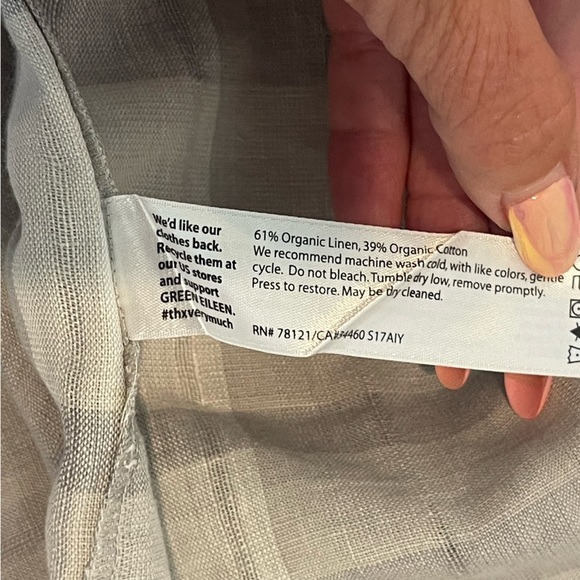 We'd like our
clothes back.
Recycle them at
our US stores
and support
GREEN EILEEN.
#thxverymuch
61% Organic Linen, 39% Organic Cotton
We recommend machine wash cold, with like colors, gentle
cycle. Do not bleach. Tumble dry low, remove promptly.
Press to restore. May be dry cleaned.
RN# 78121/CA# 460 S17AIY